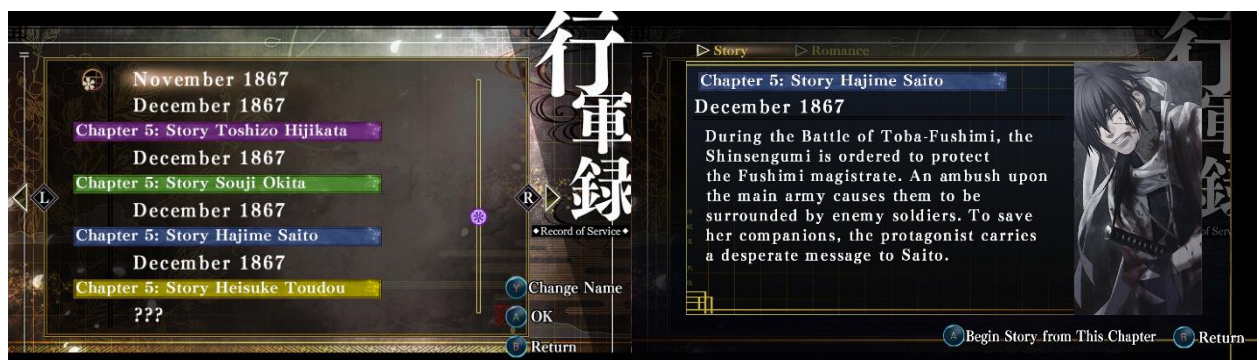 November 1867
December 1867
Chapter 5: Story Toshizo Hijikata
December 1867
Chapter 5: Story Souji Okita
December 1867
Chapter 5: Story Hajime Saito
December 1867
Chapter 5: Story Heisuke Toudou
???
L
R
行軍録
◆Record of Service◆
Y Change Name
A OK
B Return
▷ Story ▷ Romance
Chapter 5: Story Hajime Saito
December 1867
During the Battle of Toba-Fushimi, the
Shinsengumi is ordered to protect
the Fushimi magistrate. An ambush upon
the main army causes them to be
surrounded by enemy soldiers. To save
her companions, the protagonist carries
a desperate message to Saito.
行軍録
of Serv
A Begin Story from This Chapter B Return